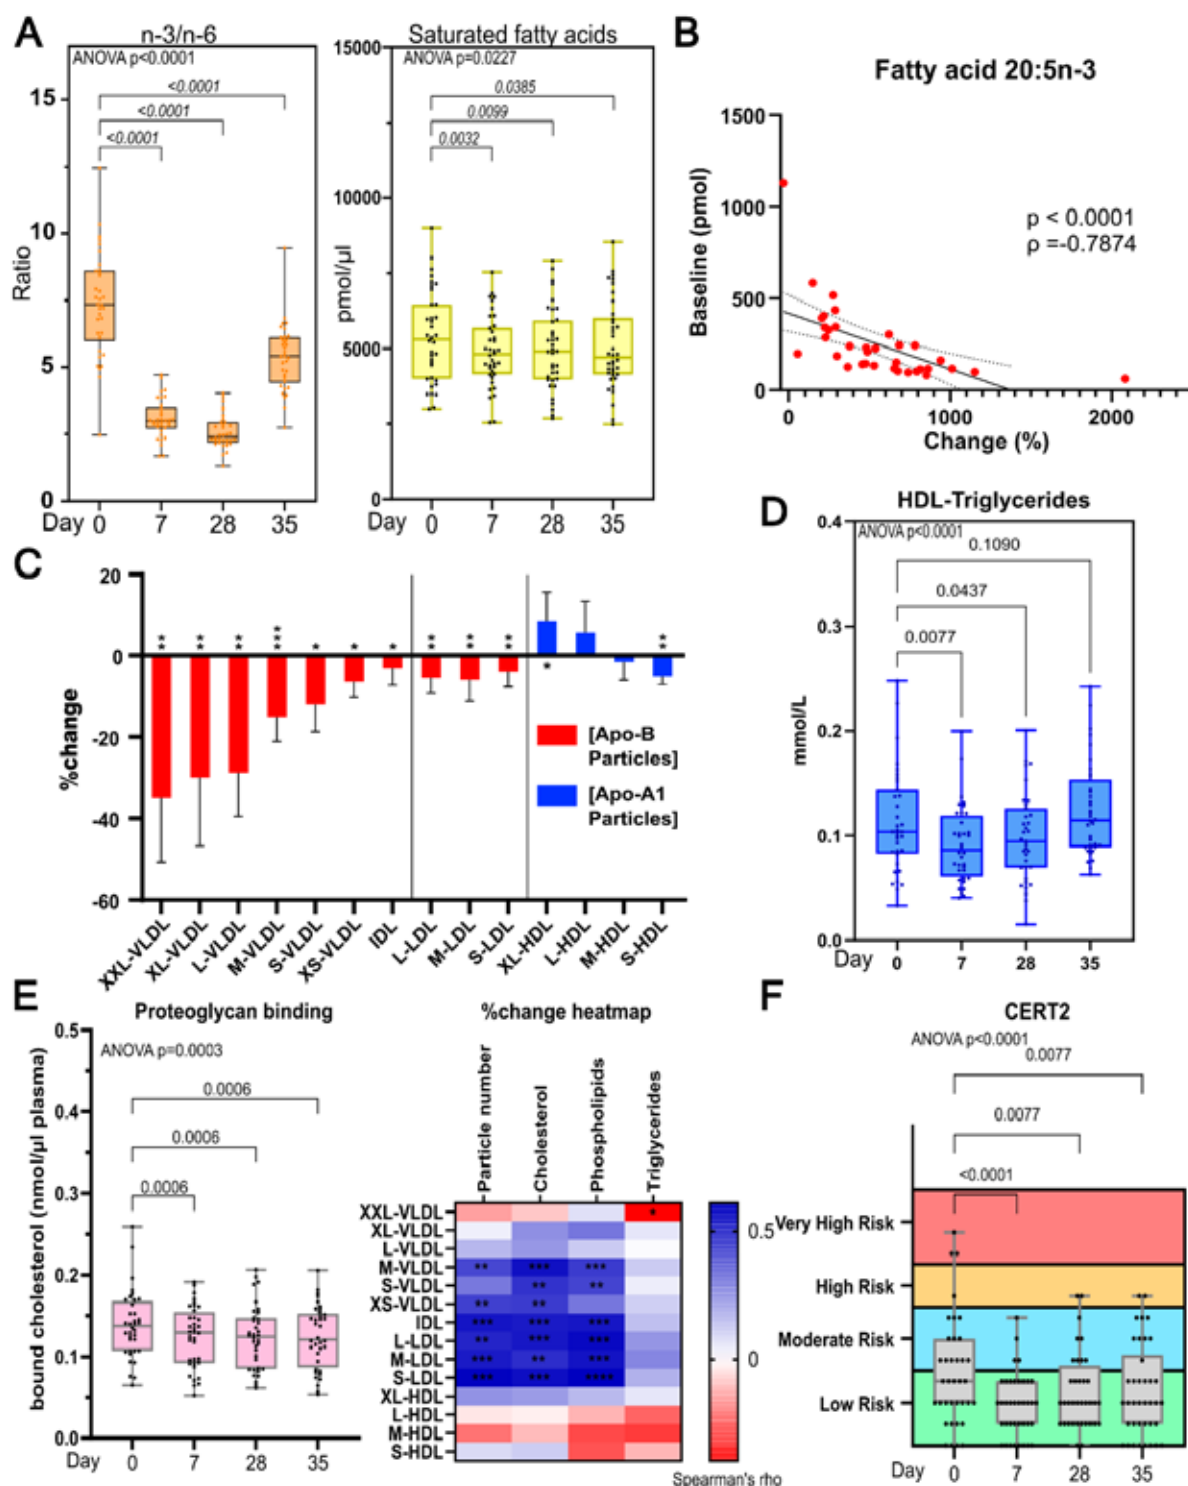 A
n-3/n-6
ANOVA p<0.0001
<0.0001
<0.0001
<0.0001
15
10
5
0
Ratio
Day 0 7 28 35
Saturated fatty acids
ANOVA p=0.0227
0.0385
0.0099
0.0032
15000
10000
5000
0
pmol/µl
Day 0 7 28 35
B
Fatty acid 20:5n-3
1500
1000
500
0
Baseline (pmol)
p < 0.0001
ρ =-0.7874
0 1000 2000
Change (%)
C
20
0
-20
-40
-60
%change
** ** ** *** * * * ** ** ** * **
[Apo-B
Particles]
[Apo-A1
Particles]
XXL-VLDL
XL-VLDL
L-VLDL
M-VLDL
S-VLDL
XS-VLDL
IDL
L-LDL
M-LDL
S-LDL
XL-HDL
L-HDL
M-HDL
S-HDL
D
HDL-Triglycerides
ANOVA p<0.0001
0.1090
0.0437
0.0077
0.4
0.3
0.2
0.1
0.0
mmol/L
Day 0 7 28 35
E
Proteoglycan binding
ANOVA p=0.0003
0.0006
0.0006
0.0006
0.5
0.4
0.3
0.2
0.1
0.0
bound cholesterol (nmol/µl plasma)
Day 0 7 28 35
%change heatmap
Particle number
Cholesterol
Phospholipids
Triglycerides
XXL-VLDL *
XL-VLDL
L-VLDL
M-VLDL ** *** ***
S-VLDL ** **
XS-VLDL ** **
IDL *** *** ***
L-LDL ** *** ***
M-LDL *** ** ***
S-LDL *** *** ****
XL-HDL
L-HDL
M-HDL
S-HDL
0.5
0
Spearman's rho
F
CERT2
ANOVA p<0.0001
0.0077
0.0077
<0.0001
Very High Risk
High Risk
Moderate Risk
Low Risk
Day 0 7 28 35